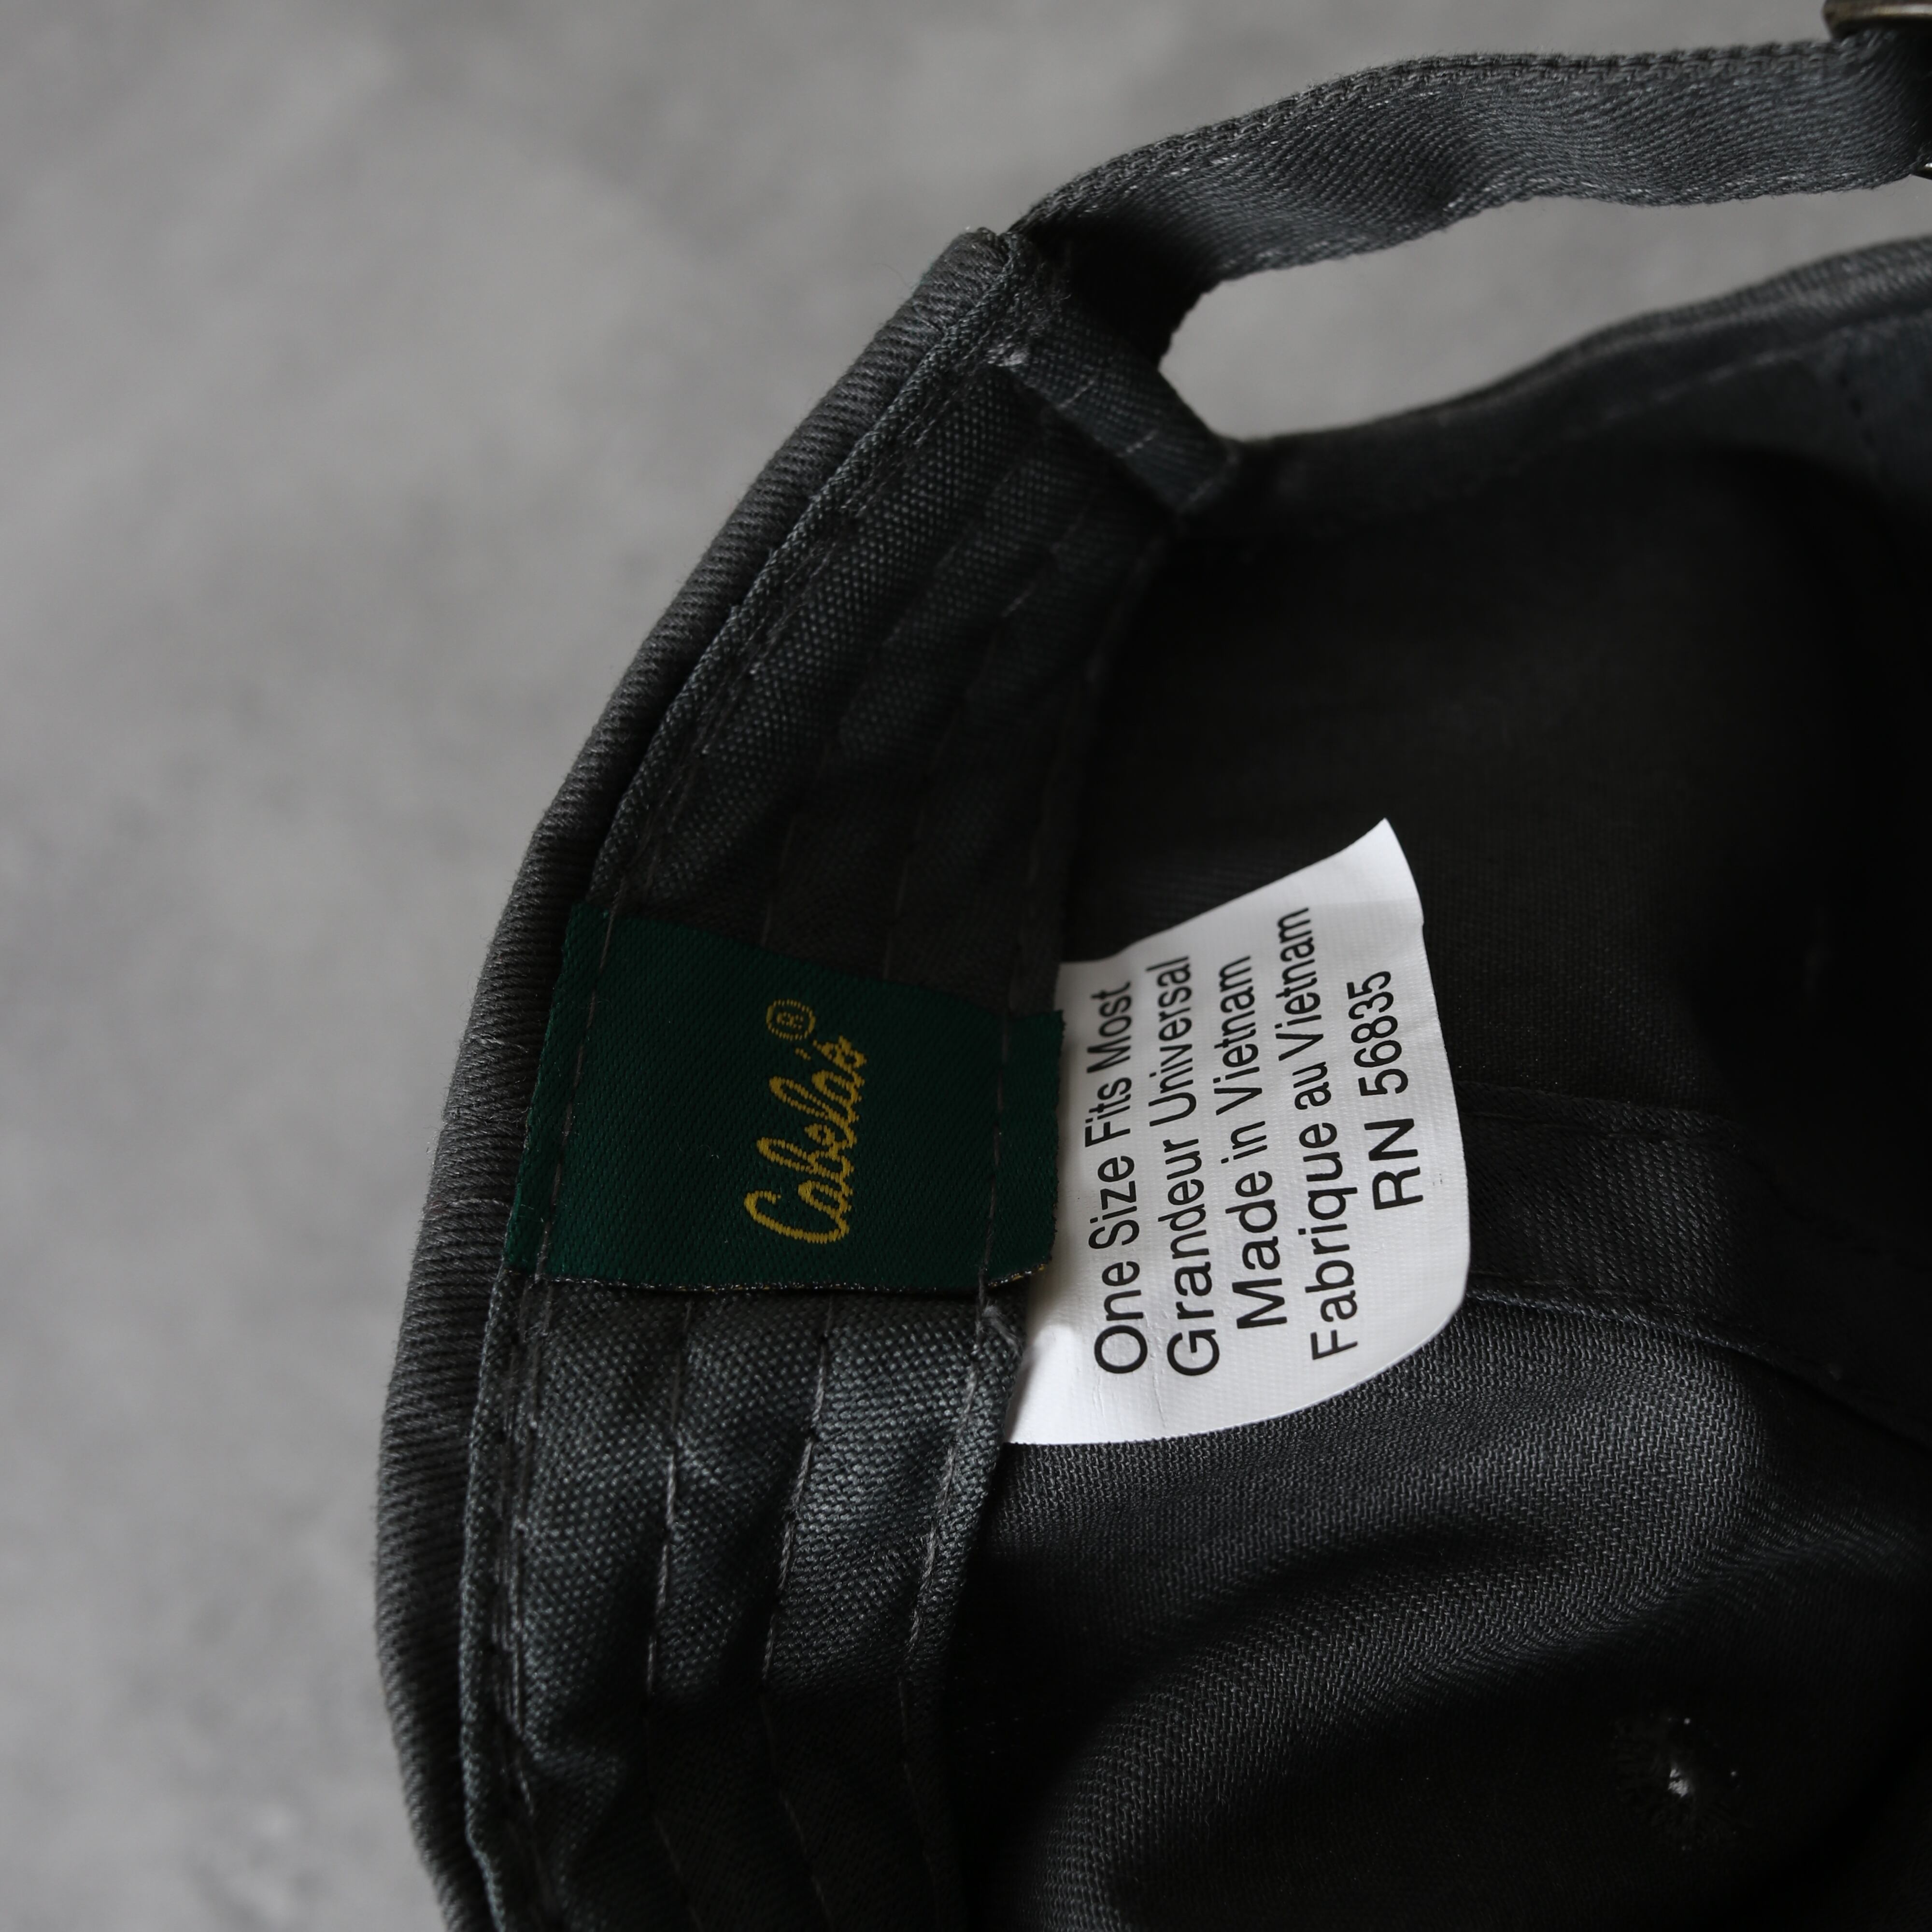 Cabela's®
One Size Fits Most
Grandeur Universal
Made in Vietnam
Fabrique au Vietnam
RN 56835